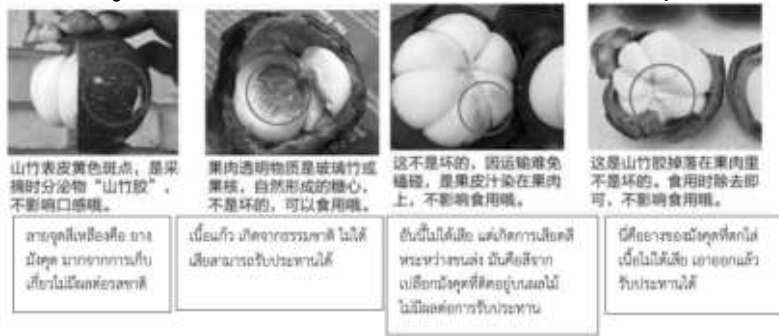 山竹表皮黄色斑点，是采
摘时分泌物“山竹胶”，
不影响口感哦。
果肉透明物质是玻璃竹或
果核，自然形成的糖心，
不是坏的，可以食用哦。
这不是坏的，因运输难免
磕碰，是果皮汁染在果肉
上，不影响食用哦。
这是山竹胶掉落在果肉里
不是坏的，食用时除去即
可，不影响食用哦。
ลายจุดสีเหลืองคือ ยาง
มังคุด มากจากการเก็บ
เกี่ยวไม่มีผลต่อรสชาติ
เนื้อแก้ว เกิดจากธรรมชาติ ไม่ได้
เสียสามารถรับประทานได้
อันนี้ไม่ได้เสีย แต่เกิดการเสียดสี
หระหว่างขนส่ง มันคือสีจาก
เปลือกมังคุดที่ติดอยู่บนผลไม้
ไม่มีผลต่อการรับประทาน
นี่คือยางของมังคุดที่ตกใส่
เนื้อไม่ได้เสีย เอาออกแล้ว
รับประทานได้